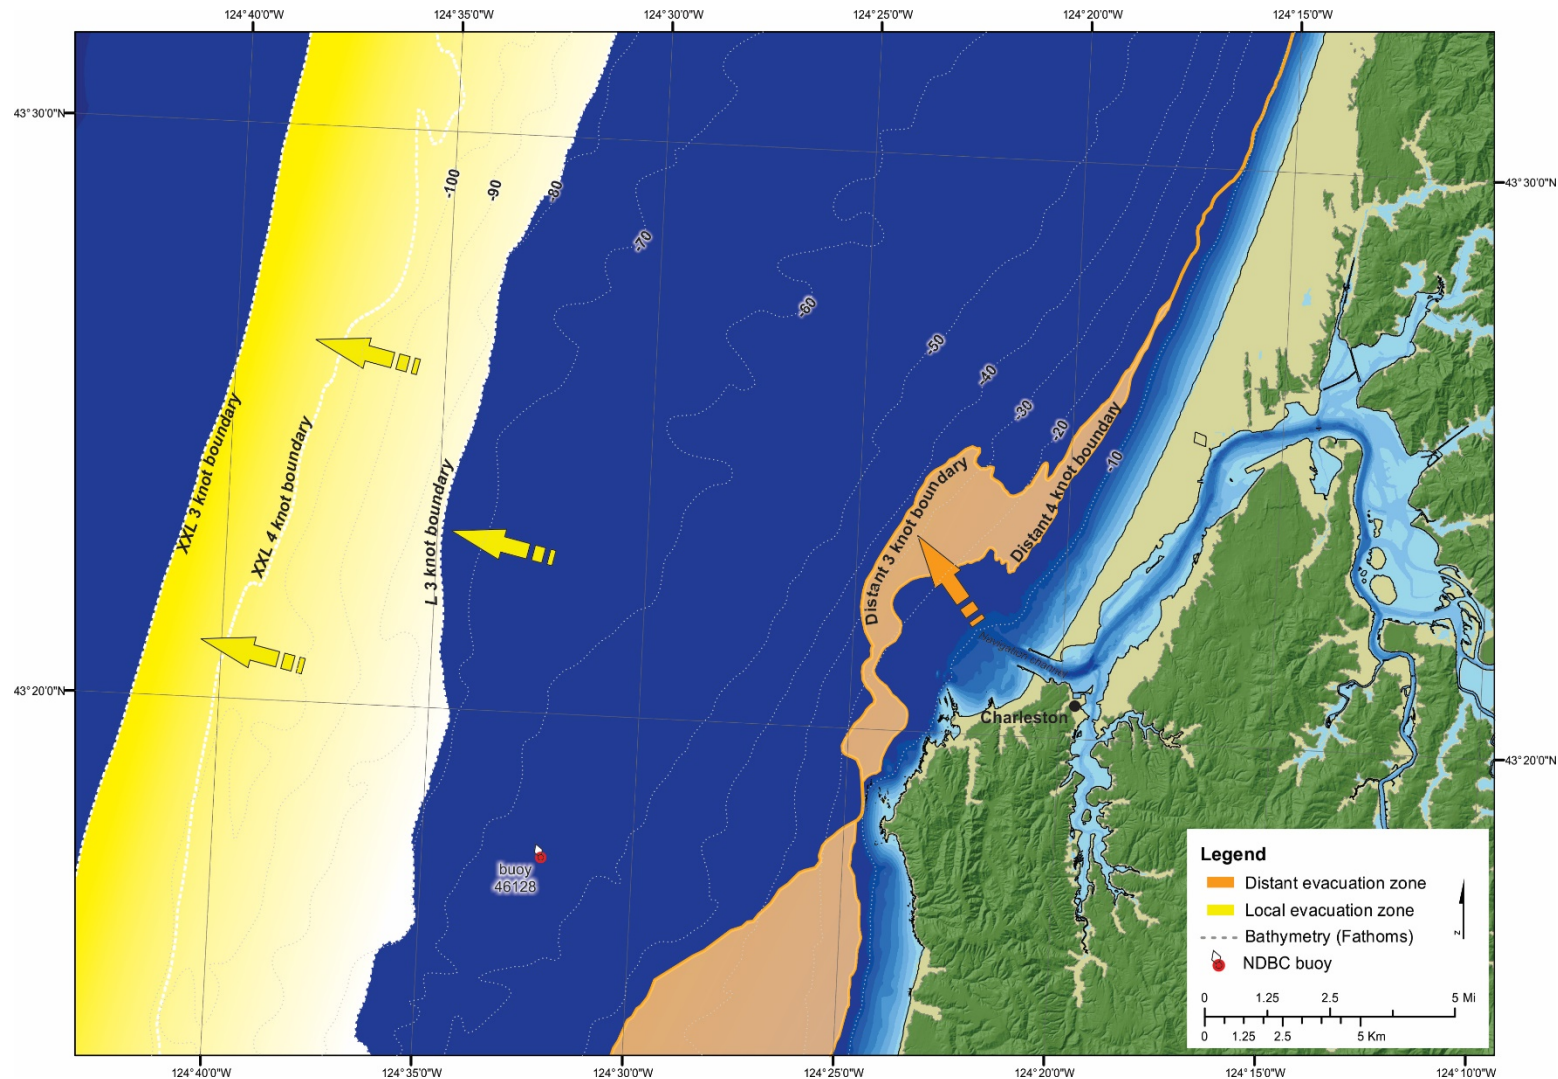 124°40'0"W 124°35'0"W 124°30'0"W 124°25'0"W 124°20'0"W 124°15'0"W
43°30'0"N
43°30'0"N
-100
-90
-80
-70
-60
-50
-40
-30
-20
-10
XXL 3 knot boundary
XXL 4 knot boundary
L 3 knot boundary
Distant 3 knot boundary
Distant 4 knot boundary
Navigation channel
43°20'0"N
Charleston
43°20'0"N
buoy
46128
Legend
Distant evacuation zone
Local evacuation zone
Bathymetry (Fathoms)
NDBC buoy
N
0 1.25 2.5 5 Mi
0 1.25 2.5 5 Km
124°40'0"W 124°35'0"W 124°30'0"W 124°25'0"W 124°20'0"W 124°15'0"W 124°10'0"W